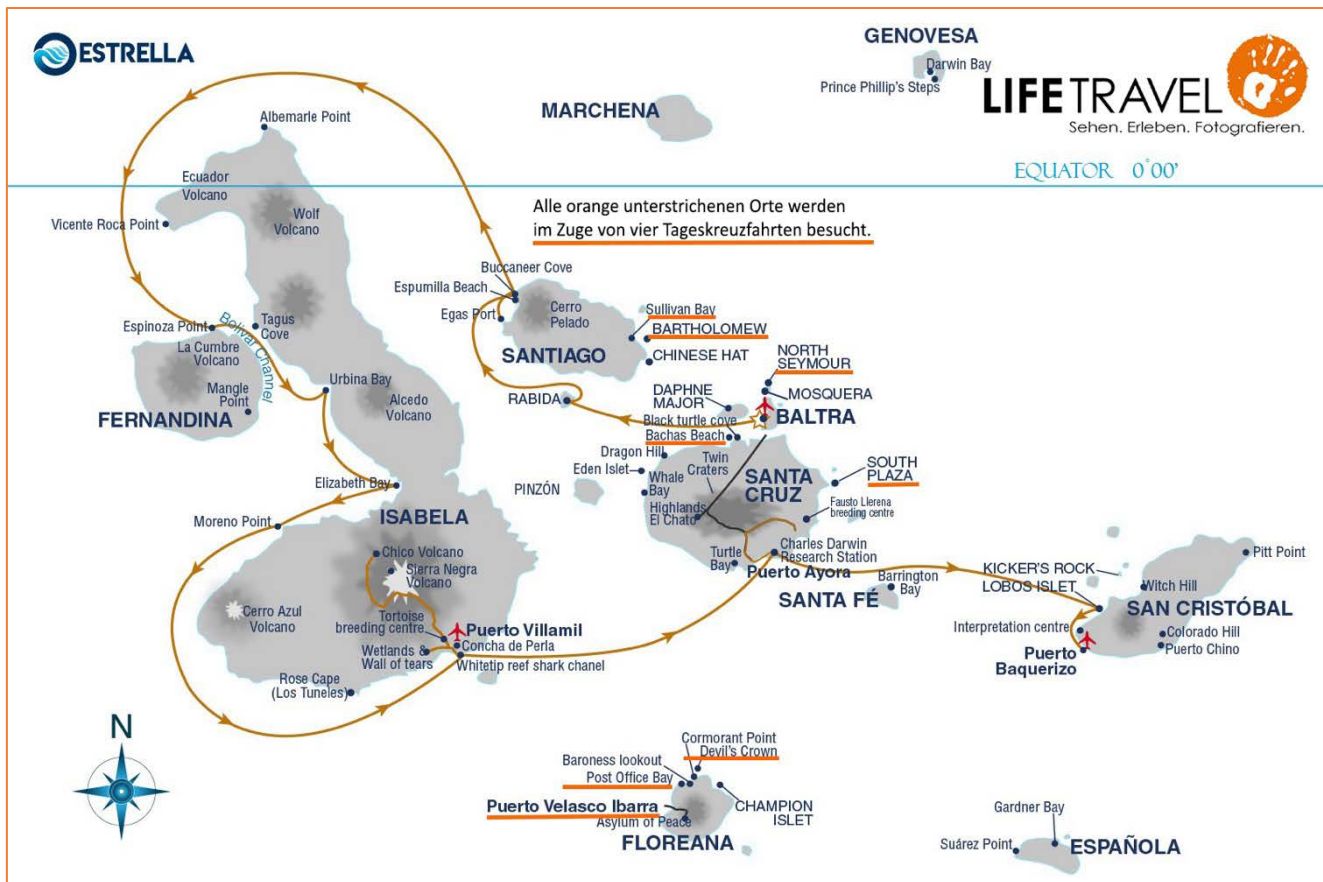 ESTRELLA
GENOVESA
Darwin Bay
Prince Phillip's Steps
LIFE TRAVEL
Sehen. Erleben. Fotografieren.
MARCHENA
Albemarle Point
EQUATOR 0°00'
Ecuador
Volcano
Wolf
Volcano
Vicente Roca Point
Alle orange unterstrichenen Orte werden
im Zuge von vier Tageskreuzfahrten besucht.
Buccaneer Cove
Espumilla Beach
Egas Port
Cerro
Pelado
SANTIAGO
Sullivan Bay
BARTHOLOMEW
CHINESE HAT
NORTH
SEYMOUR
MOSQUERA
Espinoza Point
Tagus
Cove
Bolivar Channel
La Cumbre
Volcano
Mangle
Point
FERNANDINA
Urbina Bay
Alcedo
Volcano
RABIDA
DAPHNE
MAJOR
BALTRA
Black turtle cove
Bachas Beach
Dragon Hill
Eden Islet
Whale
Bay
Twin
Craters
SANTA
CRUZ
SOUTH
PLAZA
PINZÓN
Highlands
El Chato
Fausto Llerena
breeding centre
Elizabeth Bay
Moreno Point
ISABELA
Chico Volcano
Sierra Negra
Volcano
Turtle
Bay
Charles Darwin
Research Station
Puerto Ayora
Barrington
Bay
SANTA FÉ
KICKER'S ROCK
LOBOS ISLET
Pitt Point
Witch Hill
SAN CRISTÓBAL
Interpretation centre
Colorado Hill
Puerto Chino
Puerto
Baquerizo
Cerro Azul
Volcano
Tortoise
breeding centre
Puerto Villamil
Concha de Perla
Wetlands &
Wall of tears
Whitetip reef shark chanel
Rose Cape
(Los Tuneles)
N
Cormorant Point
Devil's Crown
Baroness lookout
Post Office Bay
Puerto Velasco Ibarra
Asylum of Peace
CHAMPION
ISLET
FLOREANA
Gardner Bay
Suárez Point
ESPAÑOLA